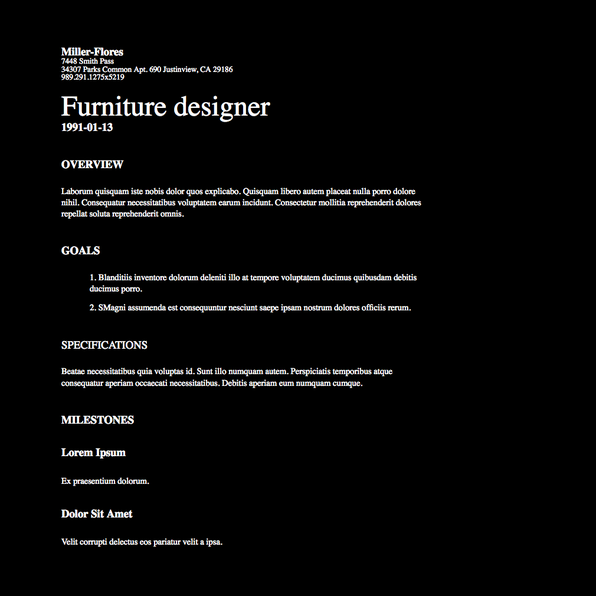 Miller-Flores
7448 Smith Pass
34307 Parks Common Apt. 690 Justinview, CA 29186
989.291.1275x5219
Furniture designer
1991-01-13
OVERVIEW
Laborum quisquam iste nobis dolor quos explicabo. Quisquam libero autem placeat nulla porro dolore
nihil. Consequatur necessitatibus voluptatem earum incidunt. Consectetur mollitia reprehenderit dolores
repellat soluta reprehenderit omnis.
GOALS
1. Blanditiis inventore dolorum deleniti illo at tempore voluptatem ducimus quibusdam debitis
ducimus porro.
2. SMagni assumenda est consequuntur nesciunt saepe ipsam nostrum dolores officiis rerum.
SPECIFICATIONS
Beatae necessitatibus quia voluptas id. Sunt illo numquam autem. Perspiciatis temporibus atque
consequatur aperiam occaecati necessitatibus. Debitis aperiam eum numquam cumque.
MILESTONES
Lorem Ipsum
Ex praesentium dolorum.
Dolor Sit Amet
Velit corrupti delectus eos pariatur velit a ipsa.